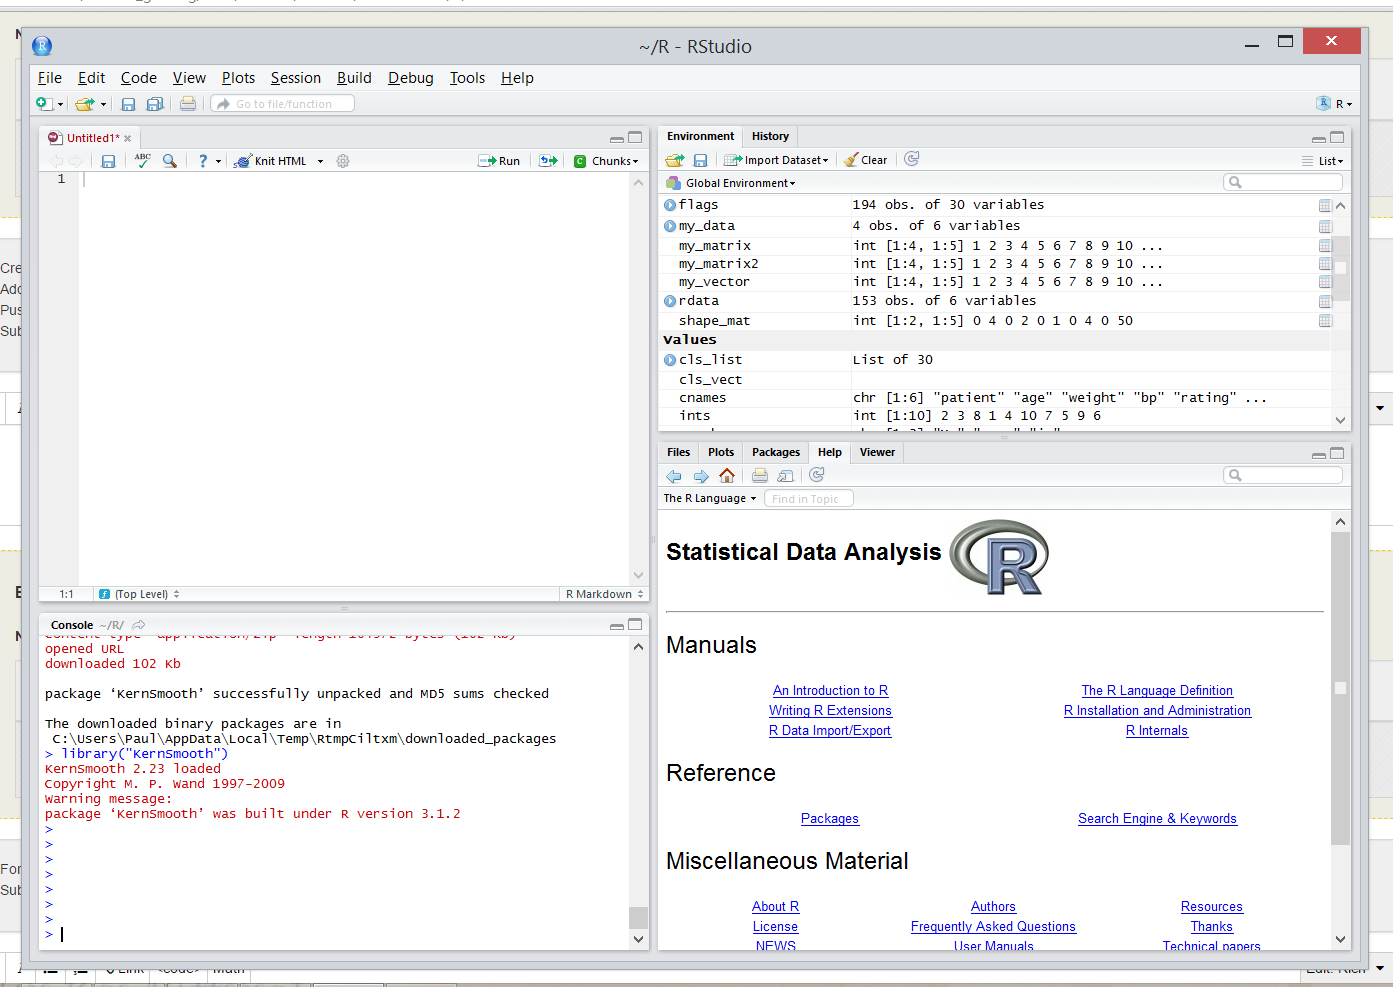 ~/R - RStudio
File Edit Code View Plots Session Build Debug Tools Help
Go to file/function
R
Untitled1*
ABC
? Knit HTML Run C Chunks
1
1:1 (Top Level) R Markdown
Console ~/R/
opened URL
downloaded 102 Kb
package ‘KernSmooth’ successfully unpacked and MD5 sums checked
The downloaded binary packages are in
C:\Users\Paul\AppData\Local\Temp\RtmpCiltxm\downloaded_packages
> library("KernSmooth")
KernSmooth 2.23 loaded
Copyright M. P. Wand 1997-2009
Warning message:
package ‘KernSmooth’ was built under R version 3.1.2
>
>
>
>
>
>
>
>
Environment History
Import Dataset Clear List
Global Environment
flags 194 obs. of 30 variables
my_data 4 obs. of 6 variables
my_matrix int [1:4, 1:5] 1 2 3 4 5 6 7 8 9 10 ...
my_matrix2 int [1:4, 1:5] 1 2 3 4 5 6 7 8 9 10 ...
my_vector int [1:4, 1:5] 1 2 3 4 5 6 7 8 9 10 ...
rdata 153 obs. of 6 variables
shape_mat int [1:2, 1:5] 0 4 0 2 0 1 0 4 0 50
Values
cls_list List of 30
cls_vect
cnames chr [1:6] "patient" "age" "weight" "bp" "rating" ...
ints int [1:10] 2 3 8 1 4 10 7 5 9 6
Files Plots Packages Help Viewer
The R Language Find in Topic
Statistical Data Analysis R
Manuals
An Introduction to R The R Language Definition
Writing R Extensions R Installation and Administration
R Data Import/Export R Internals
Reference
Packages Search Engine & Keywords
Miscellaneous Material
About R Authors Resources
License Frequently Asked Questions Thanks
NEWS User Manuals Technical papers